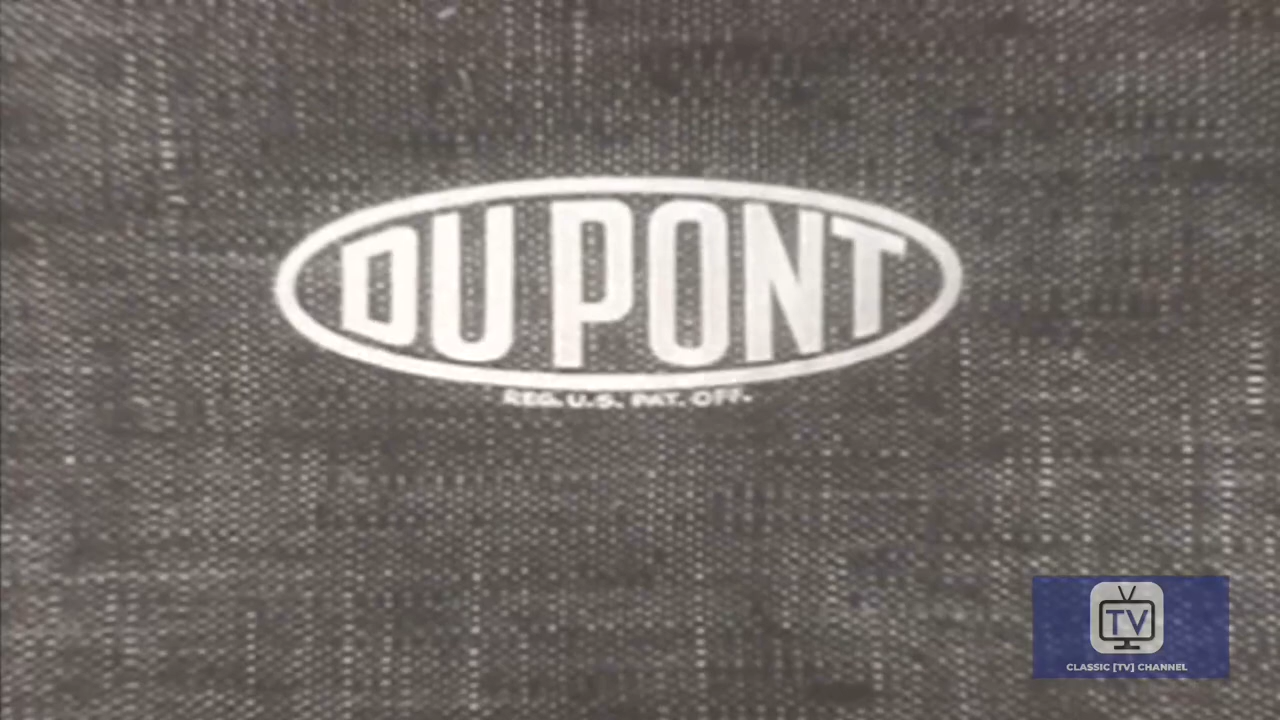 DU PONT
REG. U.S. PAT. OFF.
TV
CLASSIC [TV] CHANNEL